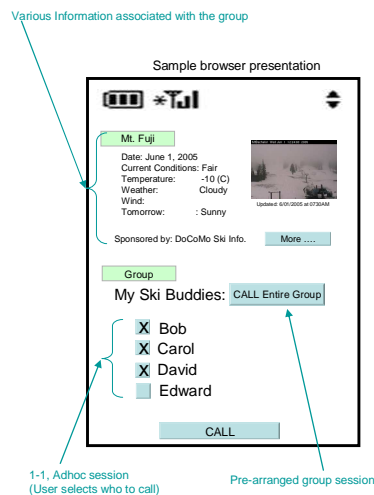 Various Information associated with the group
Sample browser presentation
Mt. Fuji
Date: June 1, 2005
Current Conditions: Fair
Temperature: -10 (C)
Weather: Cloudy
Wind:
Tomorrow: : Sunny
Updated: 6/01/2005 at 0730AM
Sponsored by: DoCoMo Ski Info.
More ....
Group
My Ski Buddies:
CALL Entire Group
X Bob
X Carol
X David
Edward
CALL
1-1, Adhoc session
(User selects who to call)
Pre-arranged group session